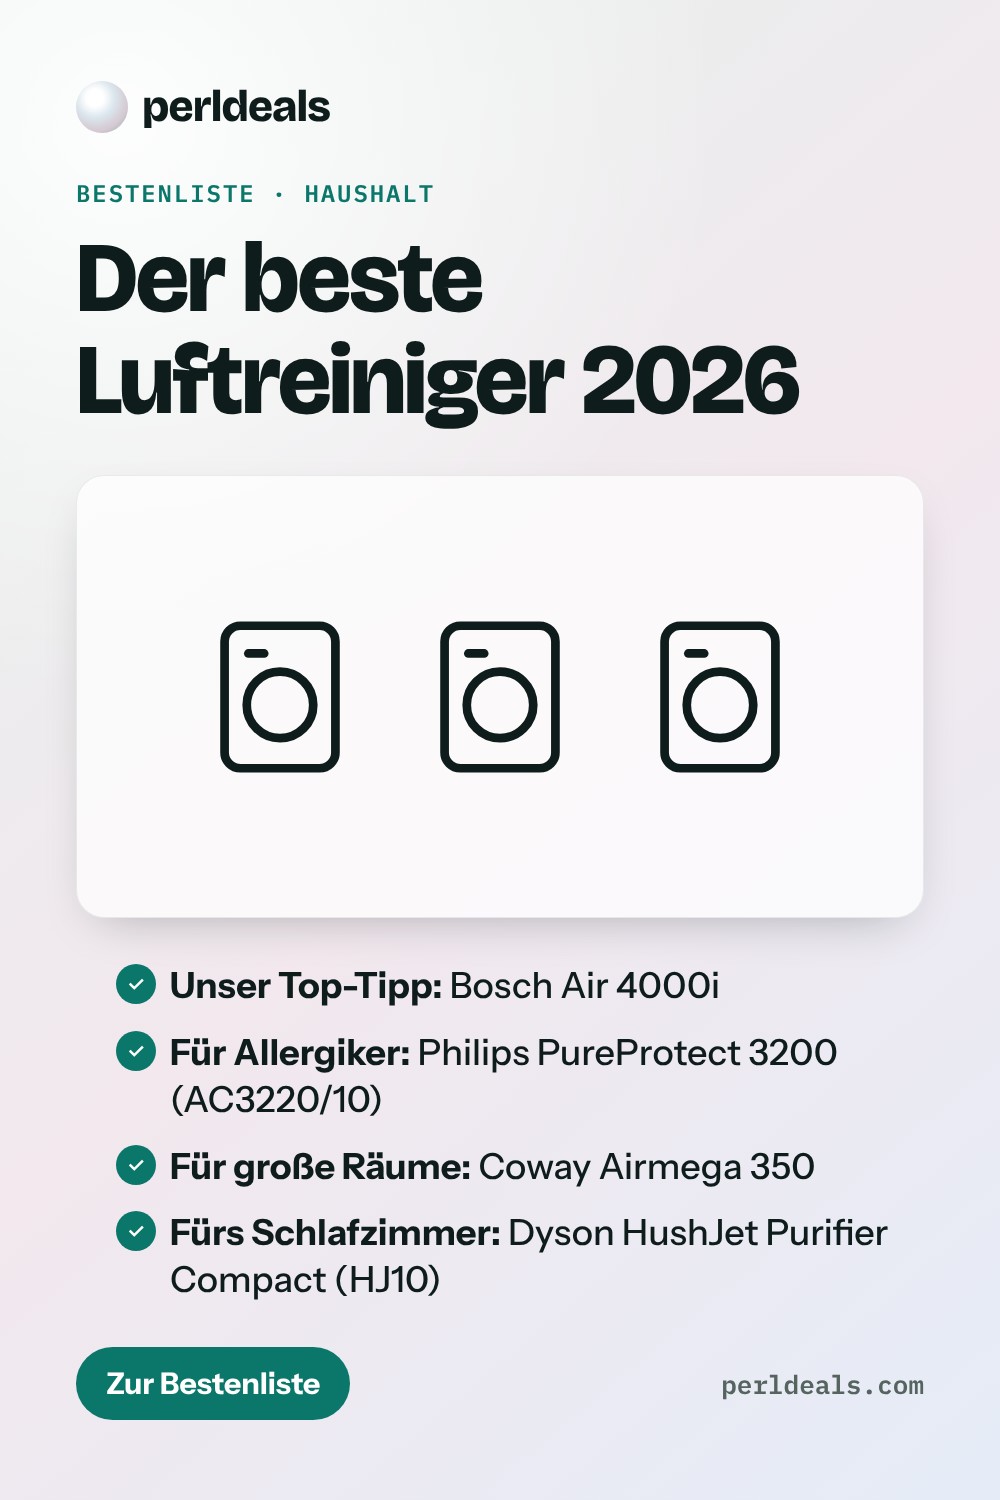 perldeals
BESTENLISTE · HAUSHALT
Der beste
Luftreiniger 2026
Unser Top-Tipp: Bosch Air 4000i
Für Allergiker: Philips PureProtect 3200
(AC3220/10)
Für große Räume: Coway Airmega 350
Fürs Schlafzimmer: Dyson HushJet Purifier
Compact (HJ10)
Zur Bestenliste
perldeals.com